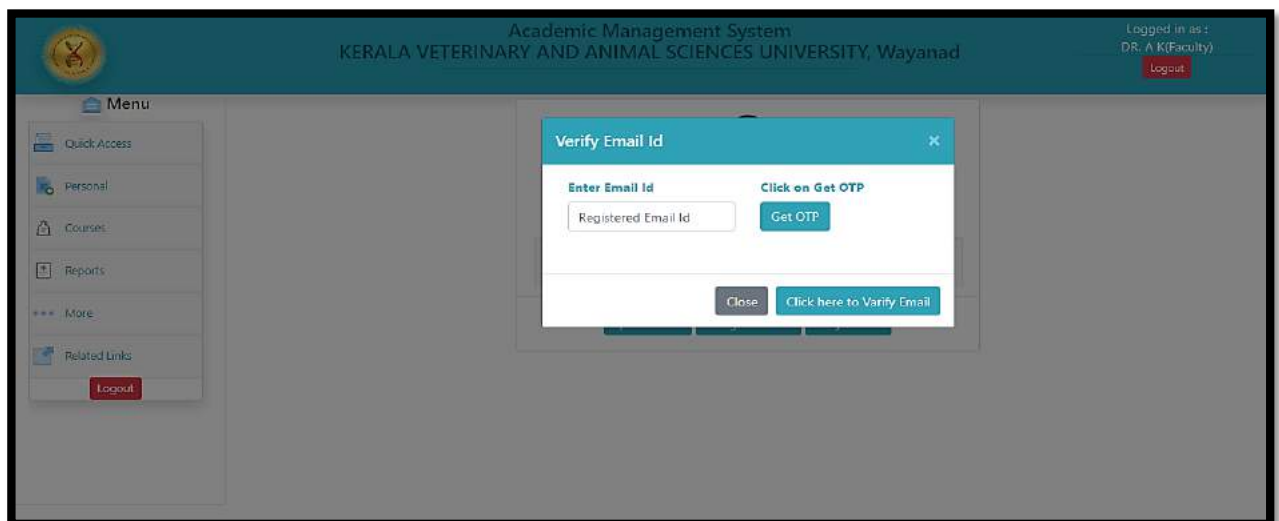 Academic Management System
KERALA VETERINARY AND ANIMAL SCIENCES UNIVERSITY, Wayanad
Logged in as :
DR. A K(Faculty)
Logout
Menu
Quick Access
Personal
Courses
Reports
More
Related Links
Logout
Verify Email Id
×
Enter Email Id
Click on Get OTP
Registered Email Id
Get OTP
Close
Click here to Varify Email